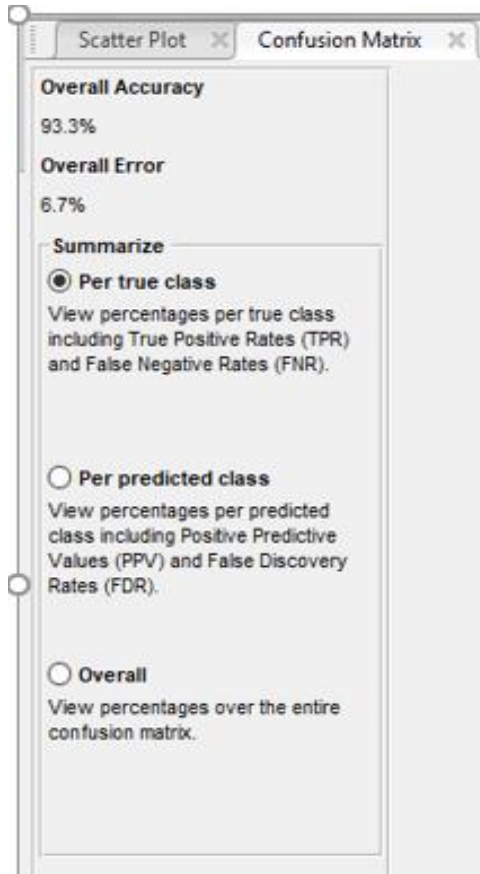 Scatter Plot Confusion Matrix
Overall Accuracy
93.3%
Overall Error
6.7%
Summarize
Per true class
View percentages per true class
including True Positive Rates (TPR)
and False Negative Rates (FNR).
Per predicted class
View percentages per predicted
class including Positive Predictive
Values (PPV) and False Discovery
Rates (FDR).
Overall
View percentages over the entire
confusion matrix.